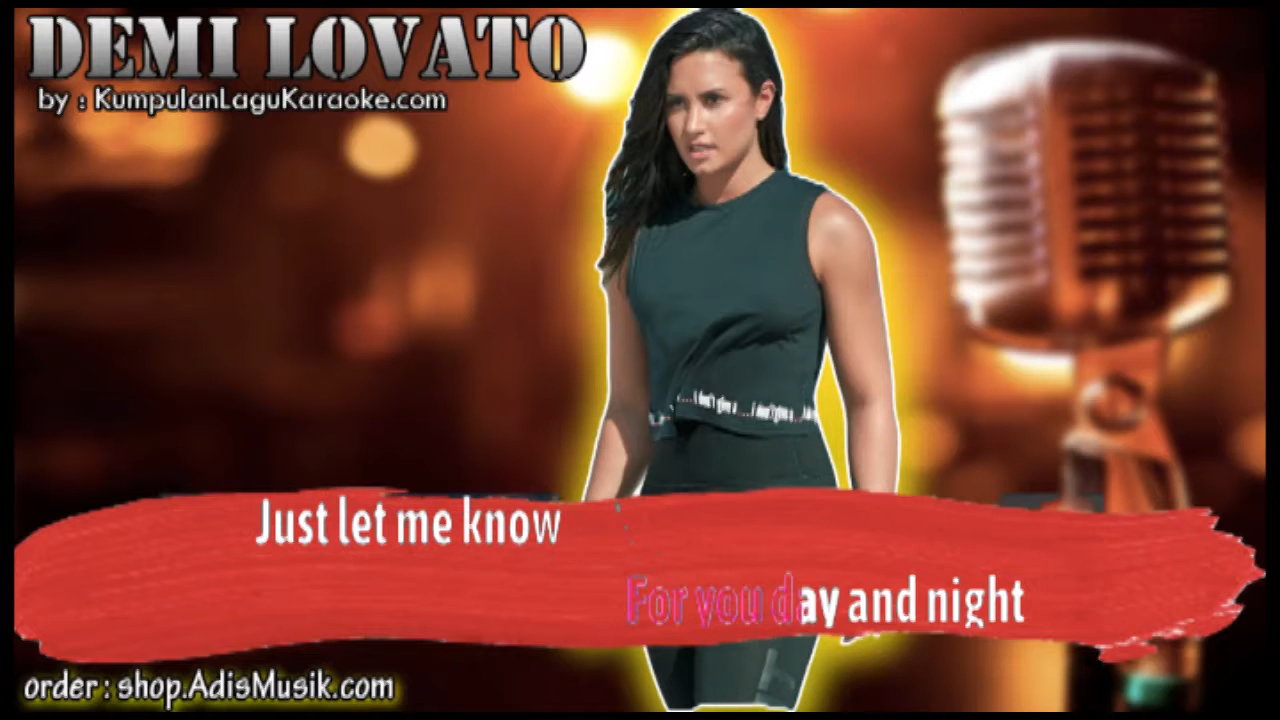 DEMI LOVATO
by : KumpulanLaguKaraoke.com
Just let me know
For you day and night
order : shop.AdisMusik.com